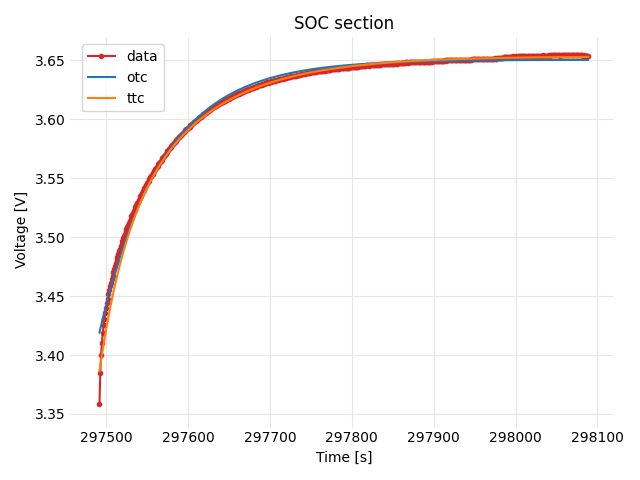 SOC section
data
otc
ttc
Voltage [V]
3.65
3.60
3.55
3.50
3.45
3.40
3.35
297500 297600 297700 297800 297900 298000 298100
Time [s]